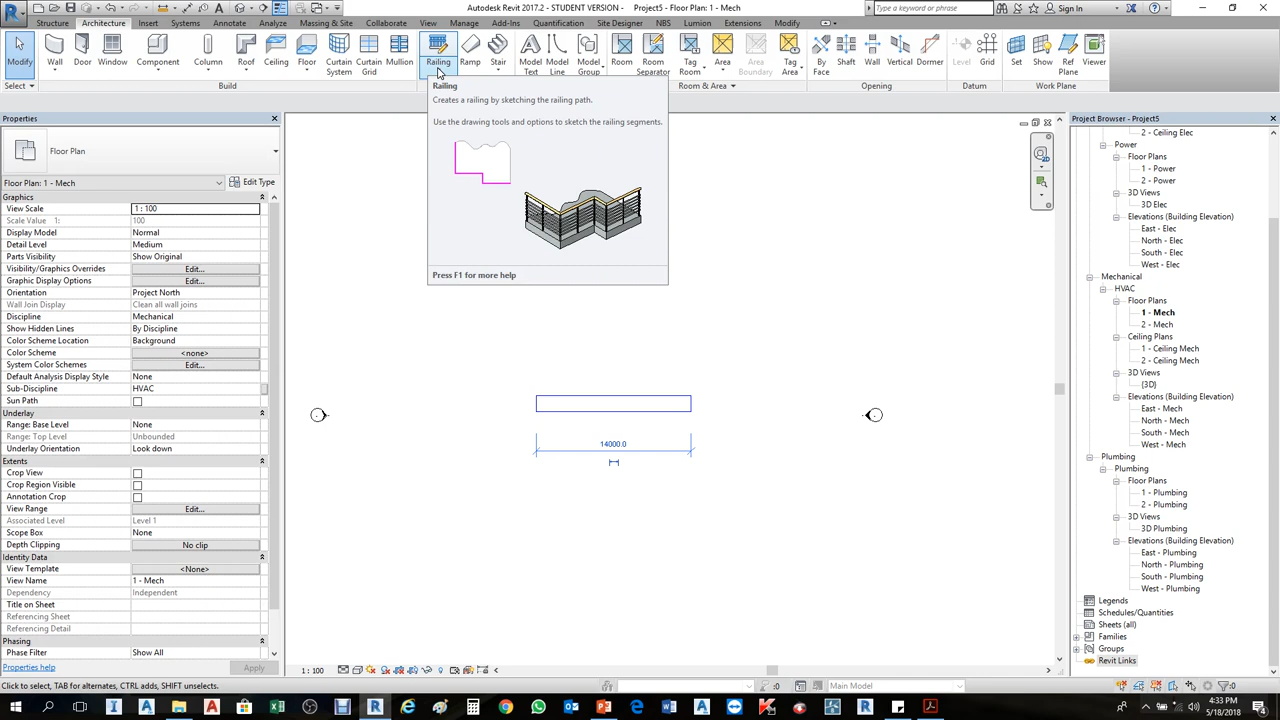 Autodesk Revit 2017.2 - STUDENT VERSION - Project5 - Floor Plan: 1 - Mech
Type a keyword or phrase
Sign In
Structure Architecture Insert Systems Annotate Analyze Massing & Site Collaborate View Manage Add-Ins Quantification Site Designer NBS Lumion Extensions Modify
Modify Wall Door Window Component Column Roof Ceiling Floor Curtain System Curtain Grid Mullion Railing Ramp Stair Model Text Model Line Model Group Room Room Separator Tag Room Area Area Boundary Tag Area By Face Shaft Wall Vertical Dormer Level Grid Set Show Ref Plane Viewer
Select Build Room & Area Opening Datum Work Plane
Railing
Creates a railing by sketching the railing path.
Use the drawing tools and options to sketch the railing segments.
Press F1 for more help
Properties
Floor Plan
Floor Plan: 1 - Mech Edit Type
Graphics
View Scale 1 : 100
Scale Value 1: 100
Display Model Normal
Detail Level Medium
Parts Visibility Show Original
Visibility/Graphics Overrides Edit...
Graphic Display Options Edit...
Orientation Project North
Wall Join Display Clean all wall joins
Discipline Mechanical
Show Hidden Lines By Discipline
Color Scheme Location Background
Color Scheme <none>
System Color Schemes Edit...
Default Analysis Display Style None
Sub-Discipline HVAC
Sun Path
Underlay
Range: Base Level None
Range: Top Level Unbounded
Underlay Orientation Look down
Extents
Crop View
Crop Region Visible
Annotation Crop
View Range Edit...
Associated Level Level 1
Scope Box None
Depth Clipping No clip
Identity Data
View Template <None>
View Name 1 - Mech
Dependency Independent
Title on Sheet
Referencing Sheet
Referencing Detail
Phasing
Phase Filter Show All
Properties help Apply
14000.0
1 : 100
Project Browser - Project5
2 - Ceiling Elec
Power
Floor Plans
1 - Power
2 - Power
3D Views
3D Elec
Elevations (Building Elevation)
East - Elec
North - Elec
South - Elec
West - Elec
Mechanical
HVAC
Floor Plans
1 - Mech
2 - Mech
Ceiling Plans
1 - Ceiling Mech
2 - Ceiling Mech
3D Views
{3D}
Elevations (Building Elevation)
East - Mech
North - Mech
South - Mech
West - Mech
Plumbing
Plumbing
Floor Plans
1 - Plumbing
2 - Plumbing
3D Views
3D Plumbing
Elevations (Building Elevation)
East - Plumbing
North - Plumbing
South - Plumbing
West - Plumbing
Legends
Schedules/Quantities
Sheets (all)
Families
Groups
Revit Links
Click to select, TAB for alternates, CTRL adds, SHIFT unselects.
:0
Main Model
:0
4:33 PM
5/18/2018